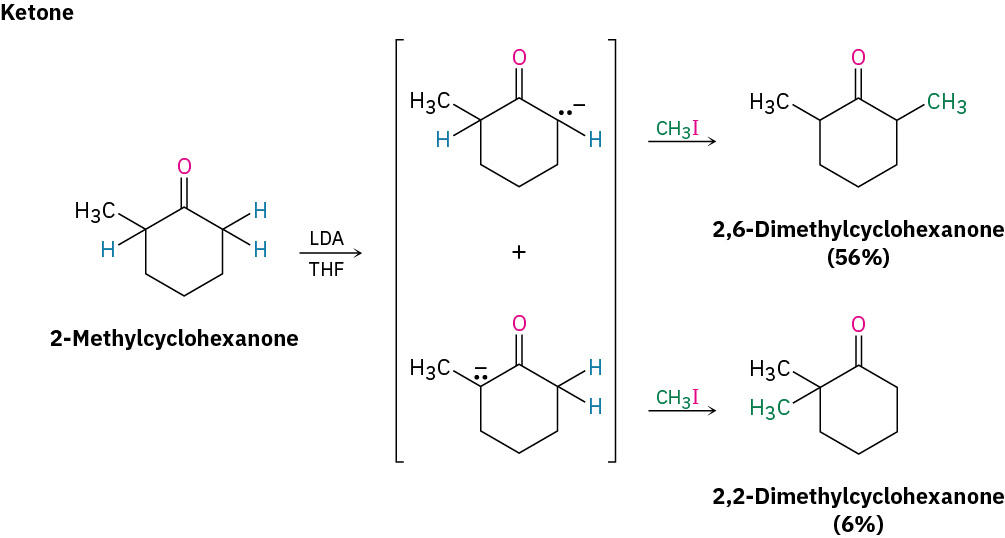 Ketone
O
H₃C
H
H
H
2-Methylcyclohexanone
LDA
THF
O
H₃C
H
H
+
O
H₃C
H
H
CH₃I
O
H₃C
CH₃
2,6-Dimethylcyclohexanone
(56%)
CH₃I
O
H₃C
H₃C
2,2-Dimethylcyclohexanone
(6%)